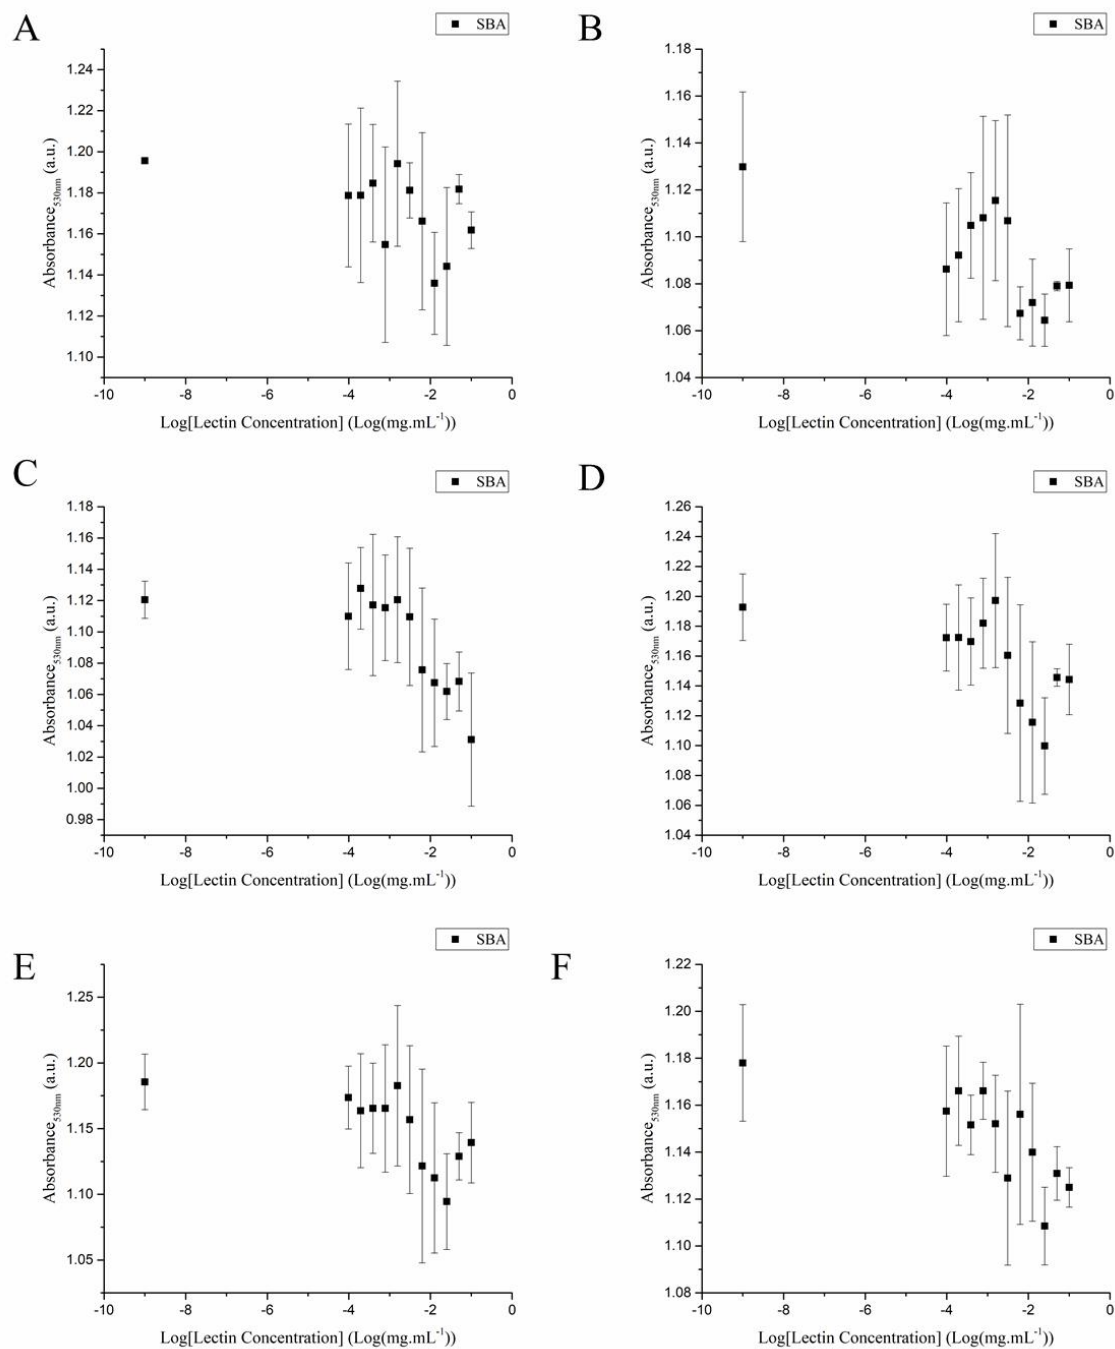 A
SBA
1.24
1.22
1.20
1.18
1.16
1.14
1.12
1.10
Absorbance530nm (a.u.)
-10 -8 -6 -4 -2 0
Log[Lectin Concentration] (Log(mg.mL-1))
B
SBA
1.18
1.16
1.14
1.12
1.10
1.08
1.06
1.04
Absorbance530nm (a.u.)
-10 -8 -6 -4 -2 0
Log[Lectin Concentration] (Log(mg.mL-1))
C
SBA
1.18
1.16
1.14
1.12
1.10
1.08
1.06
1.04
1.02
1.00
0.98
Absorbance530nm (a.u.)
-10 -8 -6 -4 -2 0
Log[Lectin Concentration] (Log(mg.mL-1))
D
SBA
1.26
1.24
1.22
1.20
1.18
1.16
1.14
1.12
1.10
1.08
1.06
1.04
Absorbance530nm (a.u.)
-10 -8 -6 -4 -2 0
Log[Lectin Concentration] (Log(mg.mL-1))
E
SBA
1.25
1.20
1.15
1.10
1.05
Absorbance530nm (a.u.)
-10 -8 -6 -4 -2 0
Log[Lectin Concentration] (Log(mg.mL-1))
F
SBA
1.22
1.20
1.18
1.16
1.14
1.12
1.10
1.08
Absorbance530nm (a.u.)
-10 -8 -6 -4 -2 0
Log[Lectin Concentration] (Log(mg.mL-1))